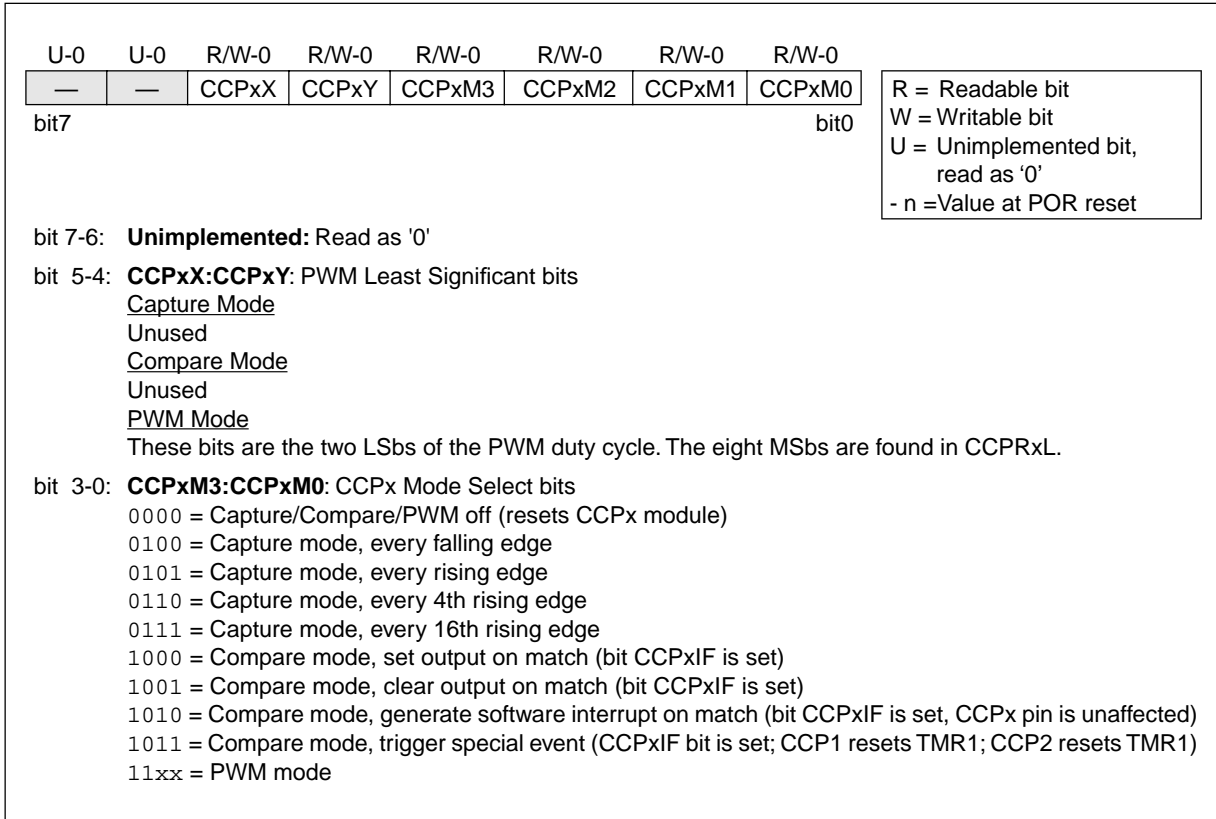 U-0 U-0 R/W-0 R/W-0 R/W-0 R/W-0 R/W-0 R/W-0
— — CCPxX CCPxY CCPxM3 CCPxM2 CCPxM1 CCPxM0
bit7 bit0
R = Readable bit
W = Writable bit
U = Unimplemented bit,
read as ‘0’
- n =Value at POR reset
bit 7-6: Unimplemented: Read as '0'
bit 5-4: CCPxX:CCPxY: PWM Least Significant bits
Capture Mode
Unused
Compare Mode
Unused
PWM Mode
These bits are the two LSbs of the PWM duty cycle. The eight MSbs are found in CCPRxL.
bit 3-0: CCPxM3:CCPxM0: CCPx Mode Select bits
0000 = Capture/Compare/PWM off (resets CCPx module)
0100 = Capture mode, every falling edge
0101 = Capture mode, every rising edge
0110 = Capture mode, every 4th rising edge
0111 = Capture mode, every 16th rising edge
1000 = Compare mode, set output on match (bit CCPxIF is set)
1001 = Compare mode, clear output on match (bit CCPxIF is set)
1010 = Compare mode, generate software interrupt on match (bit CCPxIF is set, CCPx pin is unaffected)
1011 = Compare mode, trigger special event (CCPxIF bit is set; CCP1 resets TMR1; CCP2 resets TMR1)
11xx = PWM mode